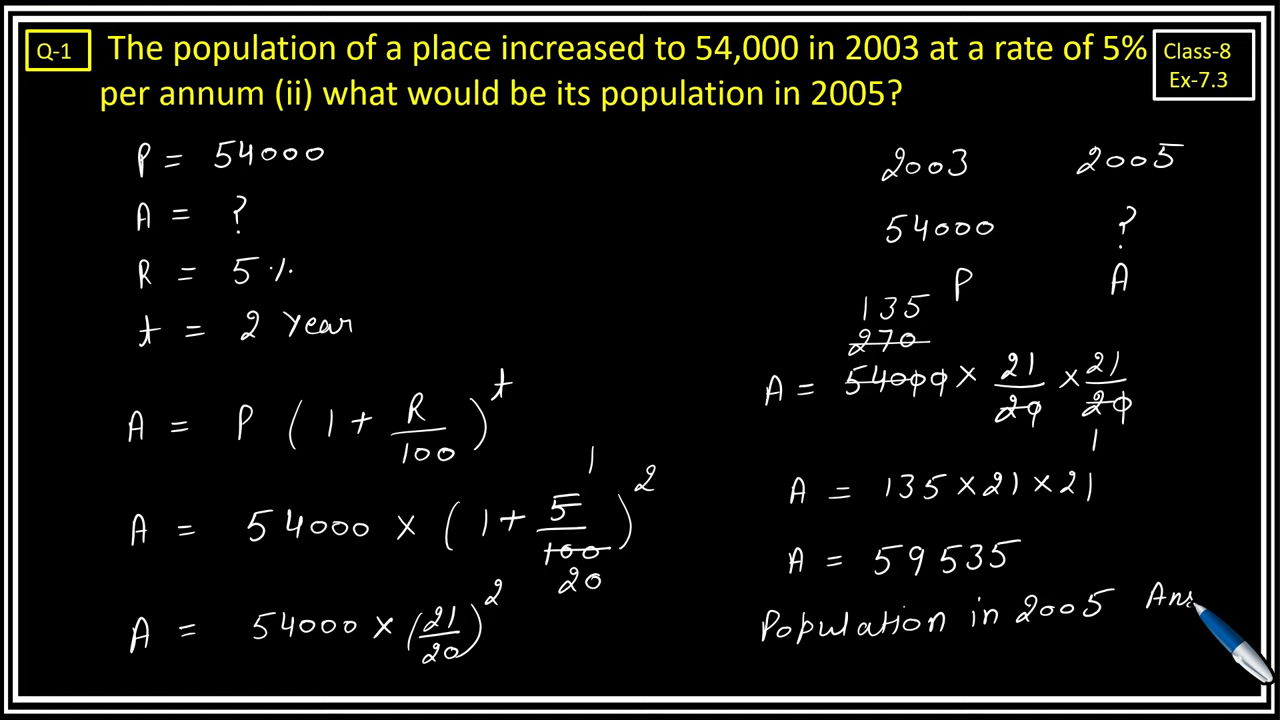 Q-1 The population of a place increased to 54,000 in 2003 at a rate of 5% Class-8
per annum (ii) what would be its population in 2005? Ex-7.3
P = 54000
A = ?
R = 5 %
t = 2 Year
A = P ( 1 + R/100 )^t
A = 54000 × ( 1 + 5/100 )^2
1
20
A = 54000 × (21/20)^2
2003 2005
54000 ?
P A
135
270
A = 54000 × 21/20 × 21/20
1
A = 135 × 21 × 21
A = 59535
Population in 2005 Ans